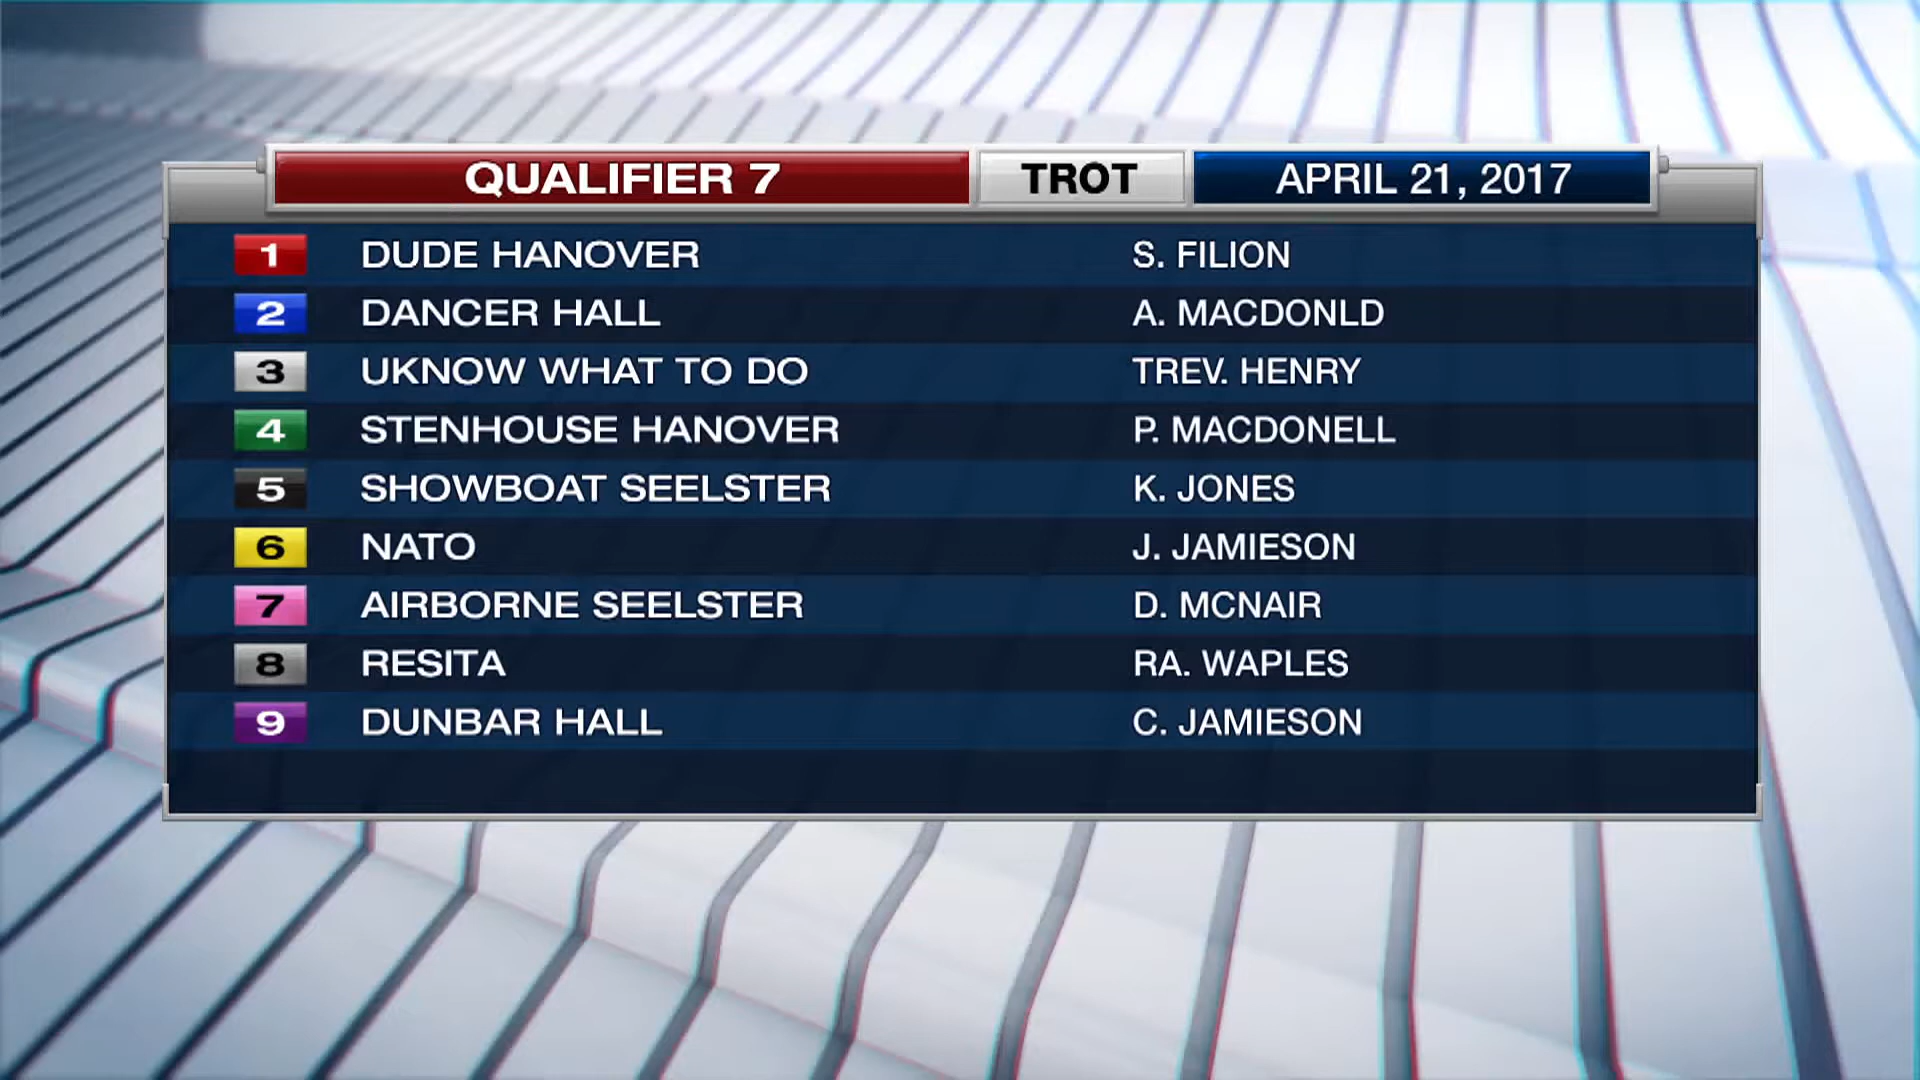 QUALIFIER 7 TROT APRIL 21, 2017
1 DUDE HANOVER S. FILION
2 DANCER HALL A. MACDONLD
3 UKNOW WHAT TO DO TREV. HENRY
4 STENHOUSE HANOVER P. MACDONELL
5 SHOWBOAT SEELSTER K. JONES
6 NATO J. JAMIESON
7 AIRBORNE SEELSTER D. MCNAIR
8 RESITA RA. WAPLES
9 DUNBAR HALL C. JAMIESON